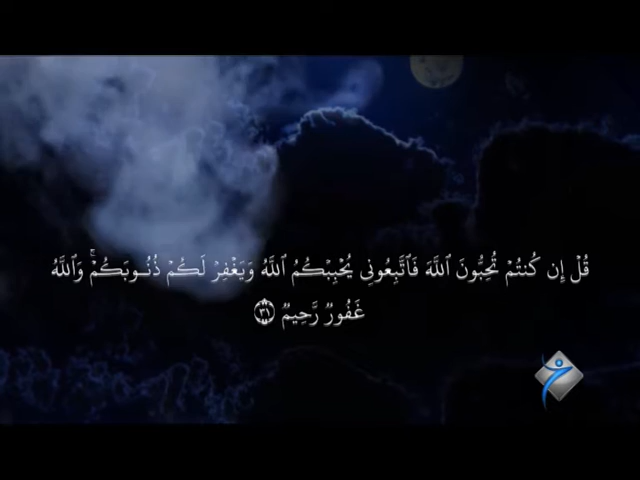 قُلْ إِن كُنتُمْ تُحِبُّونَ ٱللَّهَ فَٱتَّبِعُونِى يُحْبِبْكُمُ ٱللَّهُ وَيَغْفِرْ لَكُمْ ذُنُوبَكُمْ ۗ وَٱللَّهُ
غَفُورٌ رَّحِيمٌ ٣١